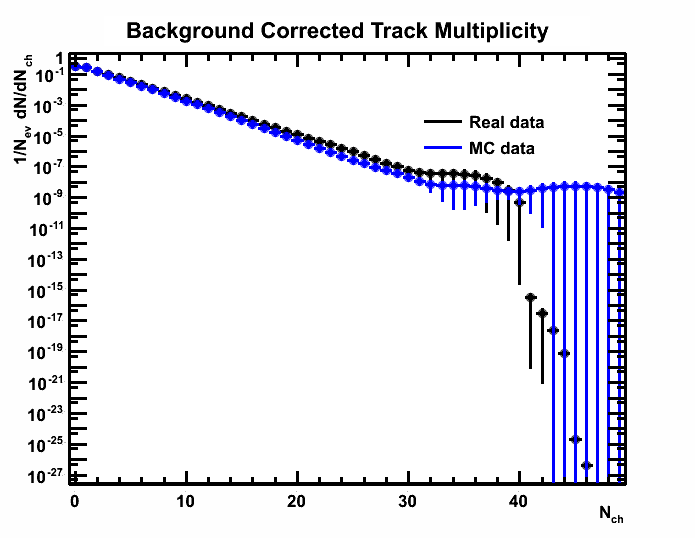 Background Corrected Track Multiplicity
1/N_ev dN/dN_ch
1
10^-1
10^-3
10^-5
10^-7
10^-9
10^-11
10^-13
10^-15
10^-17
10^-19
10^-21
10^-23
10^-25
10^-27
Real data
MC data
0 10 20 30 40
N_ch